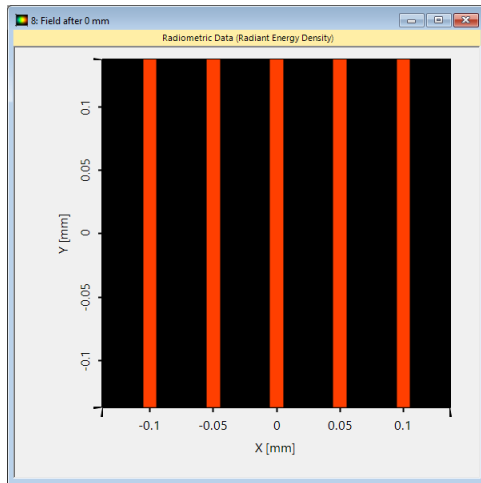 8: Field after 0 mm
Radiometric Data (Radiant Energy Density)
0.1
0.05
0
-0.05
-0.1
Y [mm]
-0.1 -0.05 0 0.05 0.1
X [mm]